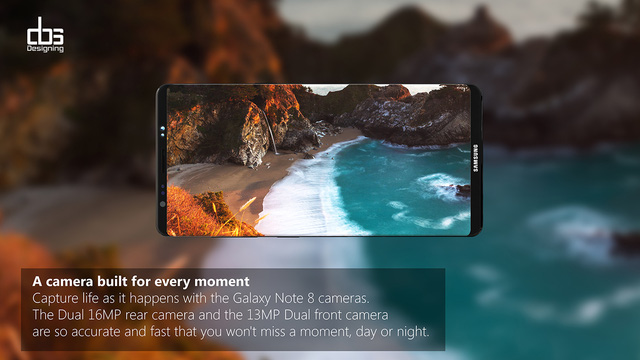 cbs
Designing
SAMSUNG
A camera built for every moment
Capture life as it happens with the Galaxy Note 8 cameras.
The Dual 16MP rear camera and the 13MP Dual front camera
are so accurate and fast that you won't miss a moment, day or night.